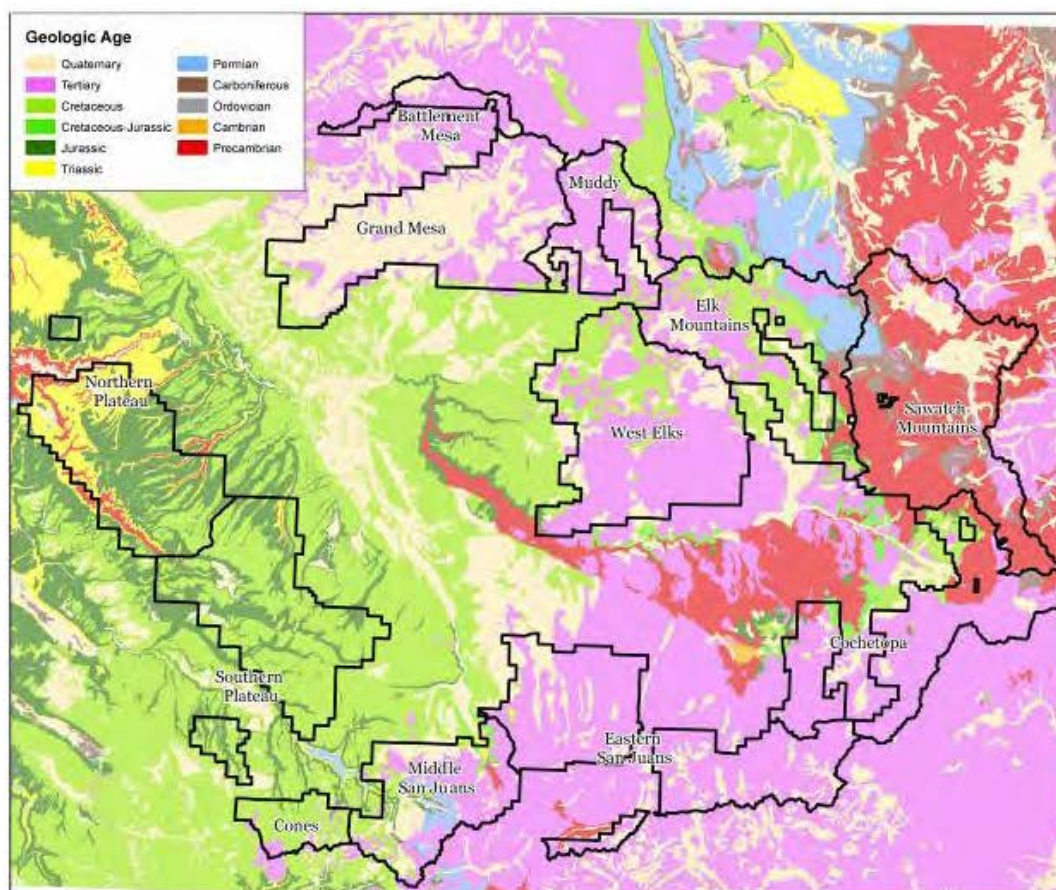 Geologic Age
Quaternary
Tertiary
Cretaceous
Cretaceous-Jurassic
Jurassic
Triassic
Permian
Carboniferous
Ordovician
Cambrian
Precambrian
Battlement
Mesa
Muddy
Grand Mesa
Elk
Mountains
Northern
Plateau
Sawatch
Mountains
West Elks
Cochetopa
Southern
Plateau
Eastern
San Juans
Middle
San Juans
Cones